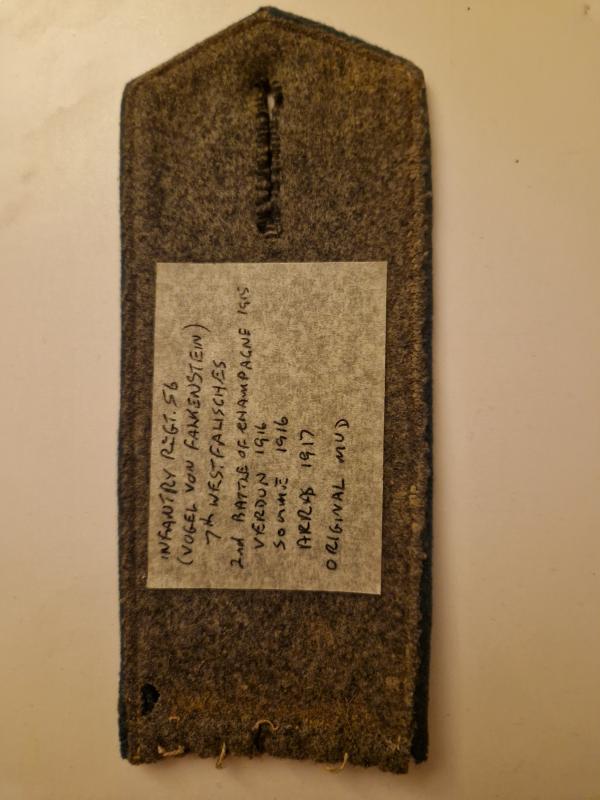 INFANTRY REGT. 56
(VOGEL VON FALKENSTEIN)
7th WESTFALISCHES
2nd BATTLE OF CHAMPAGNE 1915
VERDUN 1916
SOMME 1916
ARRAS 1917
ORIGINAL MUD